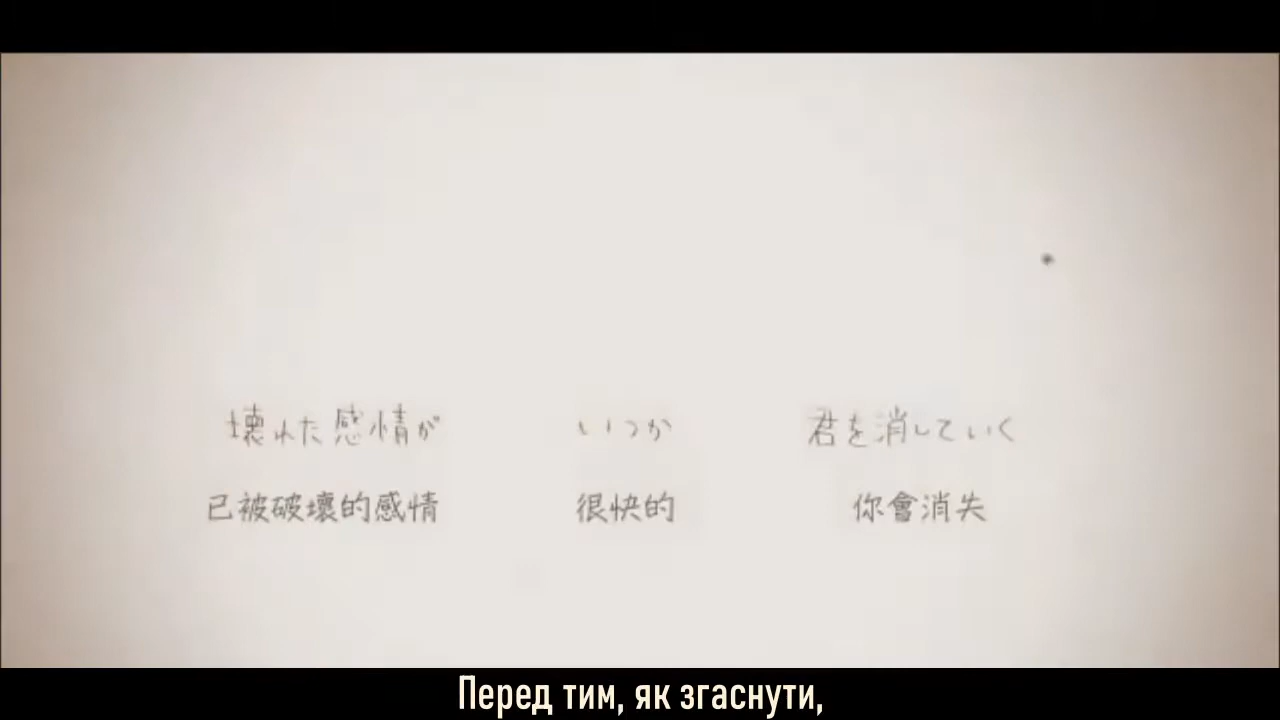 壊れた感情が いつか 君を消していく
已被破壞的感情 很快的 你會消失
Перед тим, як згаснути,